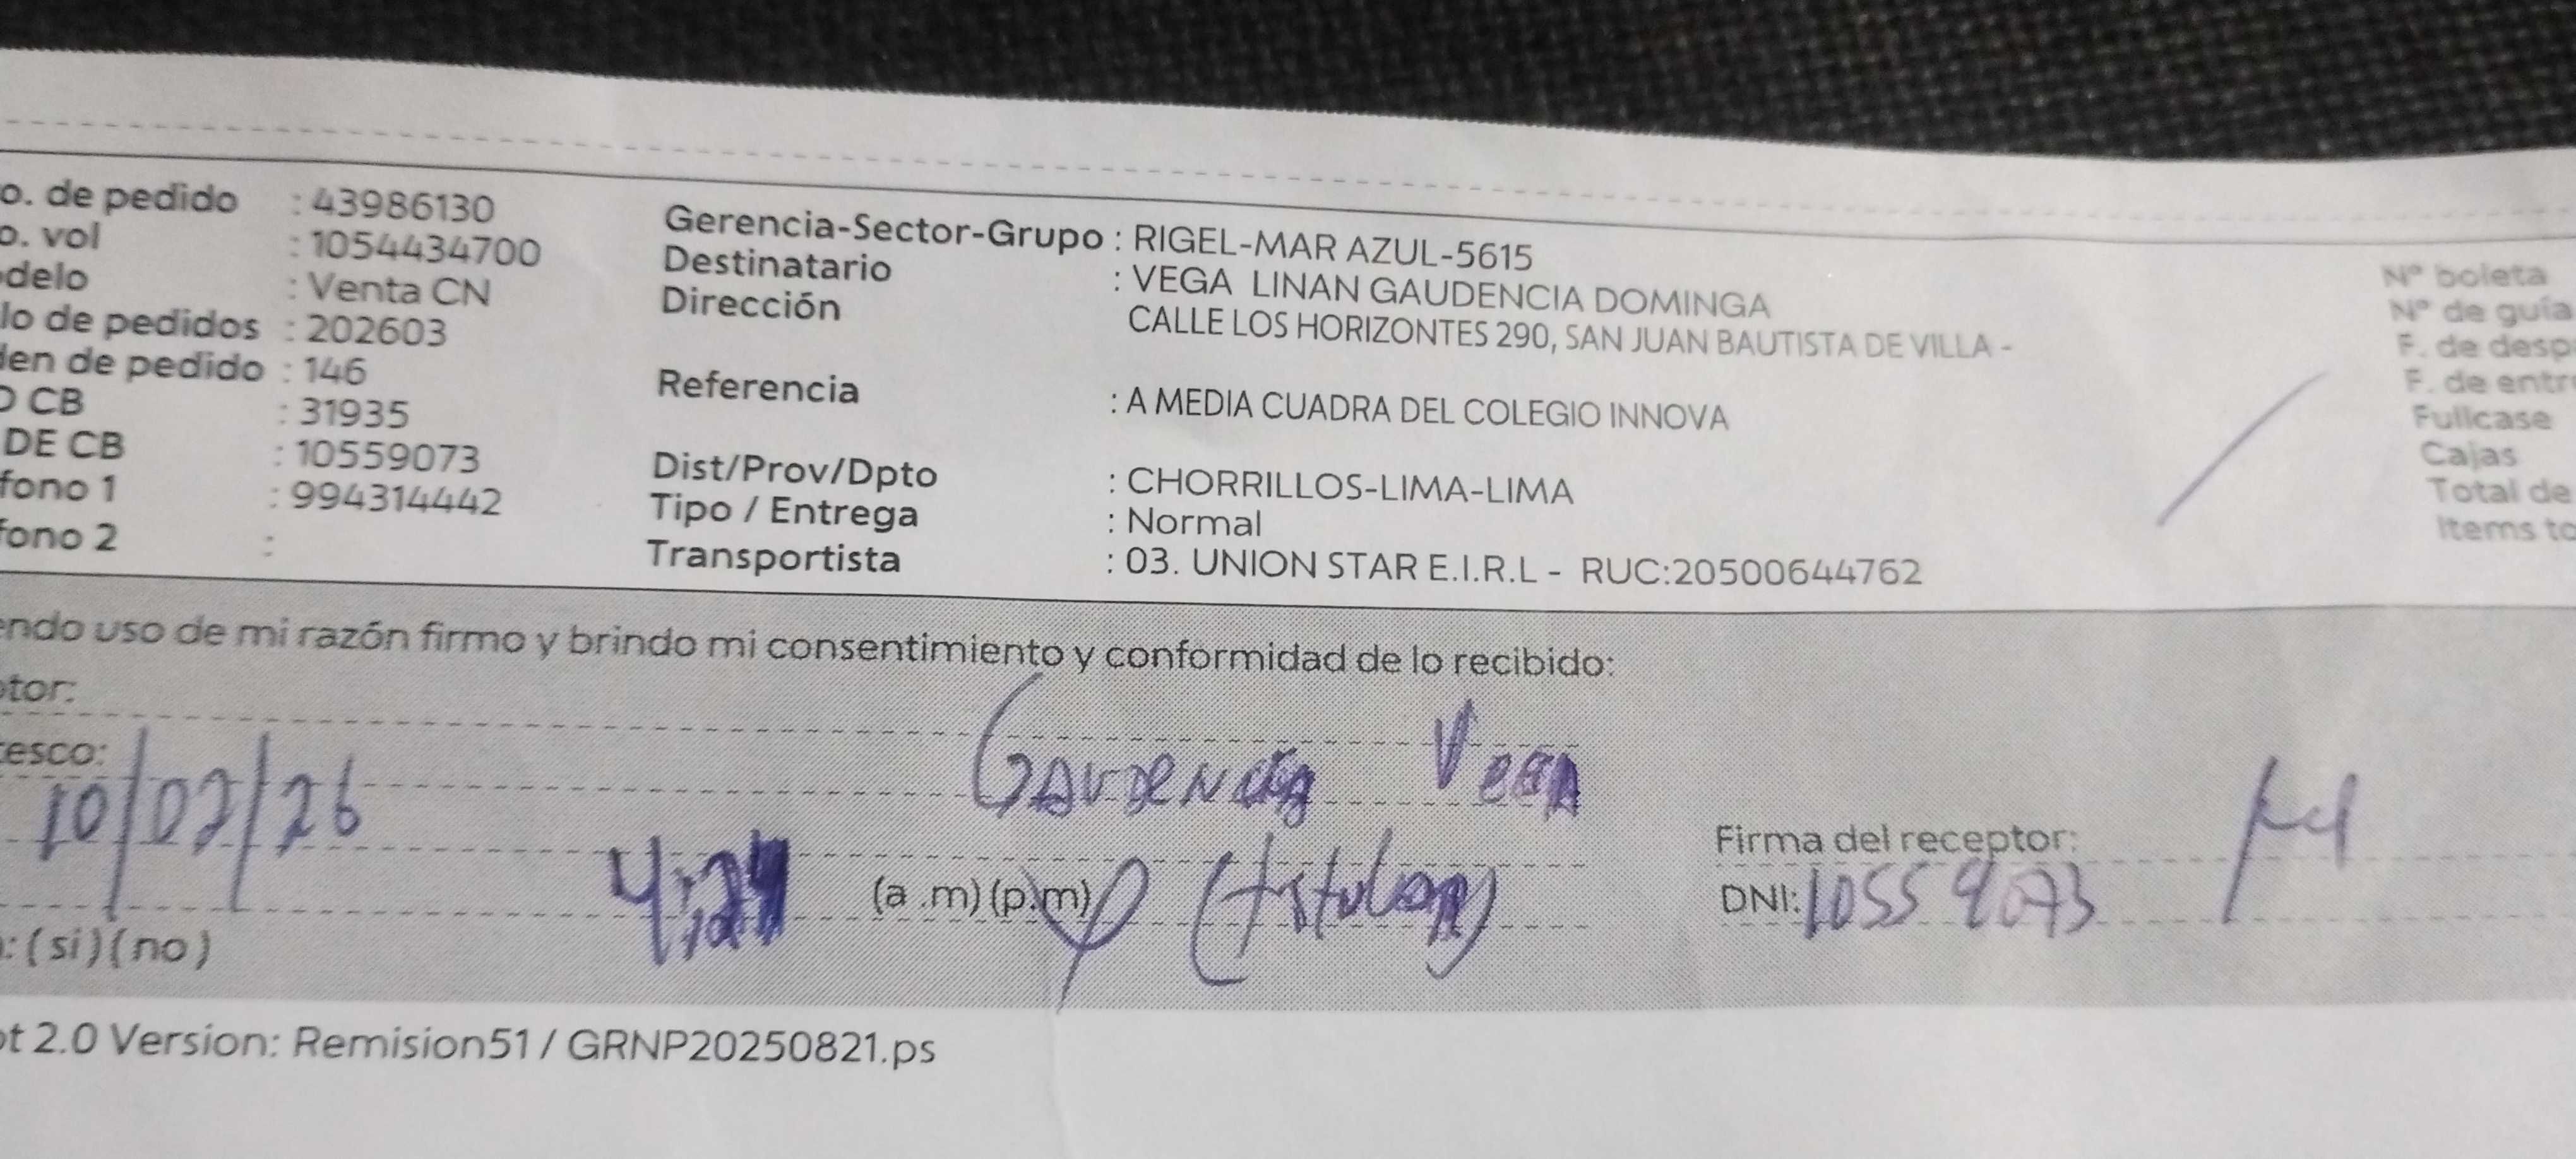 o. de pedido : 43986130
o. vol : 1054434700
delo : Venta CN
lo de pedidos : 202603
den de pedido : 146
O CB : 31935
DE CB : 10559073
fono 1 : 994314442
fono 2 :
Gerencia-Sector-Grupo : RIGEL-MAR AZUL-5615
Destinatario : VEGA LINAN GAUDENCIA DOMINGA
Dirección CALLE LOS HORIZONTES 290, SAN JUAN BAUTISTA DE VILLA -
Referencia : A MEDIA CUADRA DEL COLEGIO INNOVA
Dist/Prov/Dpto : CHORRILLOS-LIMA-LIMA
Tipo / Entrega : Normal
Transportista : 03. UNION STAR E.I.R.L - RUC:20500644762
N° boleta
N° de guía
F. de desp
F. de entr
Fullcase
Cajas
Total de
Items to
endo uso de mi razón firmo y brindo mi consentimiento y conformidad de lo recibido:
tor:
esco:
Gaudencia Vega
10/02/26
(a .m) (p.m) (titular)
Firma del receptor:
DNI: 10559073
: (si) (no)
ot 2.0 Version: Remision51 / GRNP20250821.ps